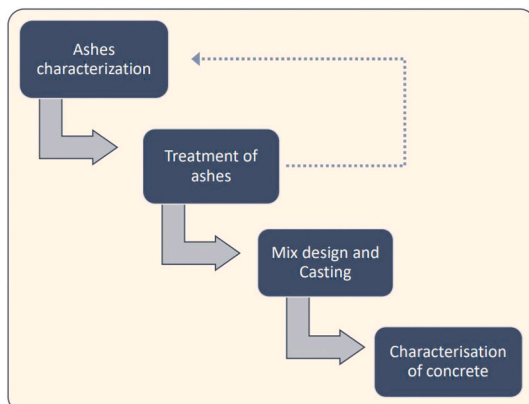 Ashes
characterization
Treatment of
ashes
Mix design and
Casting
Characterisation
of concrete